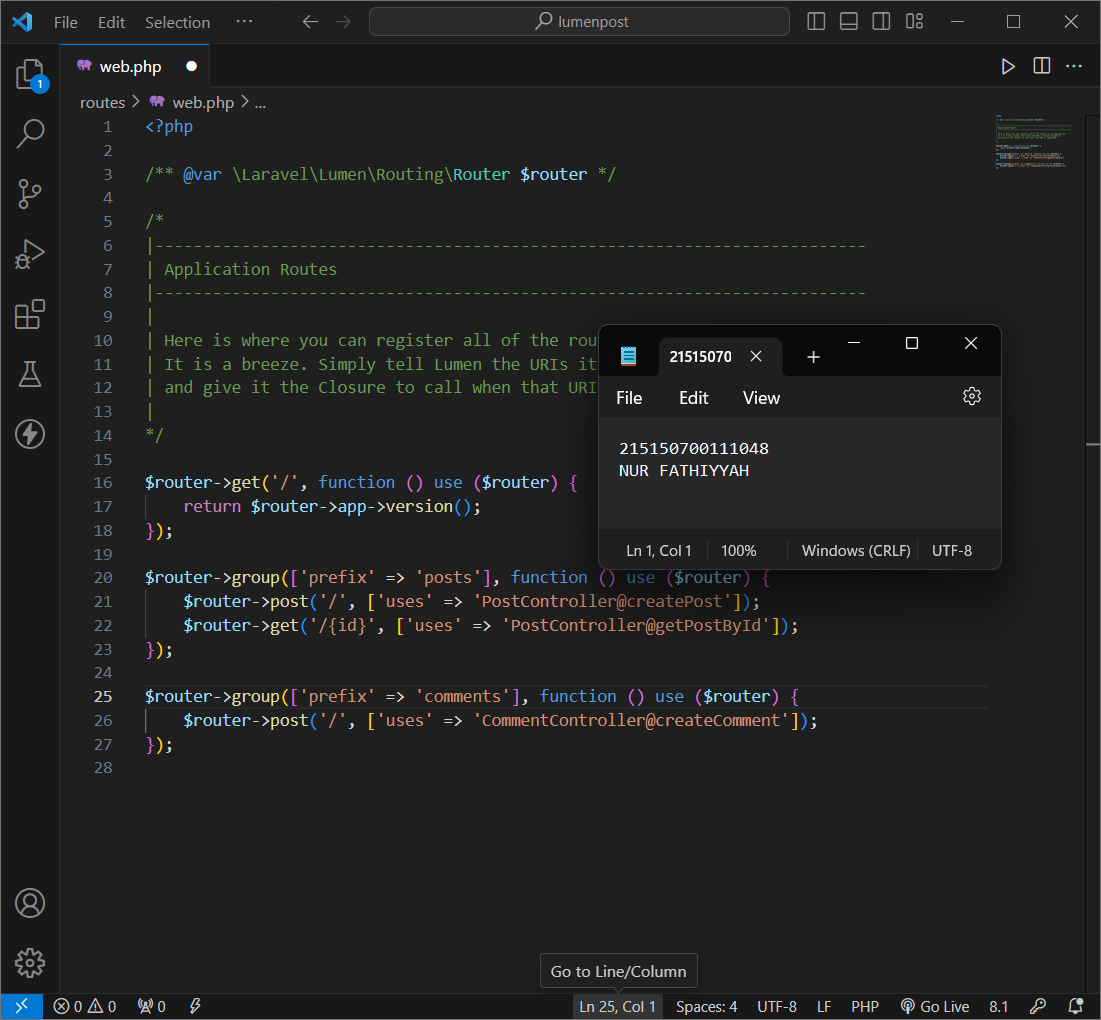 File Edit Selection ··· lumenpost
1
web.php
routes > web.php > ...
1 <?php
2
3 /** @var \Laravel\Lumen\Routing\Router $router */
4
5 /*
6 |--------------------------------------------------------------------------
7 | Application Routes
8 |--------------------------------------------------------------------------
9 |
10 | Here is where you can register all of the rou
11 | It is a breeze. Simply tell Lumen the URIs it
12 | and give it the Closure to call when that URI
13 |
14 */
15
16 $router->get('/', function () use ($router) {
17 return $router->app->version();
18 });
19
20 $router->group(['prefix' => 'posts'], function () use ($router) {
21 $router->post('/', ['uses' => 'PostController@createPost']);
22 $router->get('/{id}', ['uses' => 'PostController@getPostById']);
23 });
24
25 $router->group(['prefix' => 'comments'], function () use ($router) {
26 $router->post('/', ['uses' => 'CommentController@createComment']);
27 });
28
21515070
File Edit View
215150700111048
NUR FATHIYYAH
Ln 1, Col 1 100% Windows (CRLF) UTF-8
Go to Line/Column
0 0 0 Ln 25, Col 1 Spaces: 4 UTF-8 LF PHP Go Live 8.1